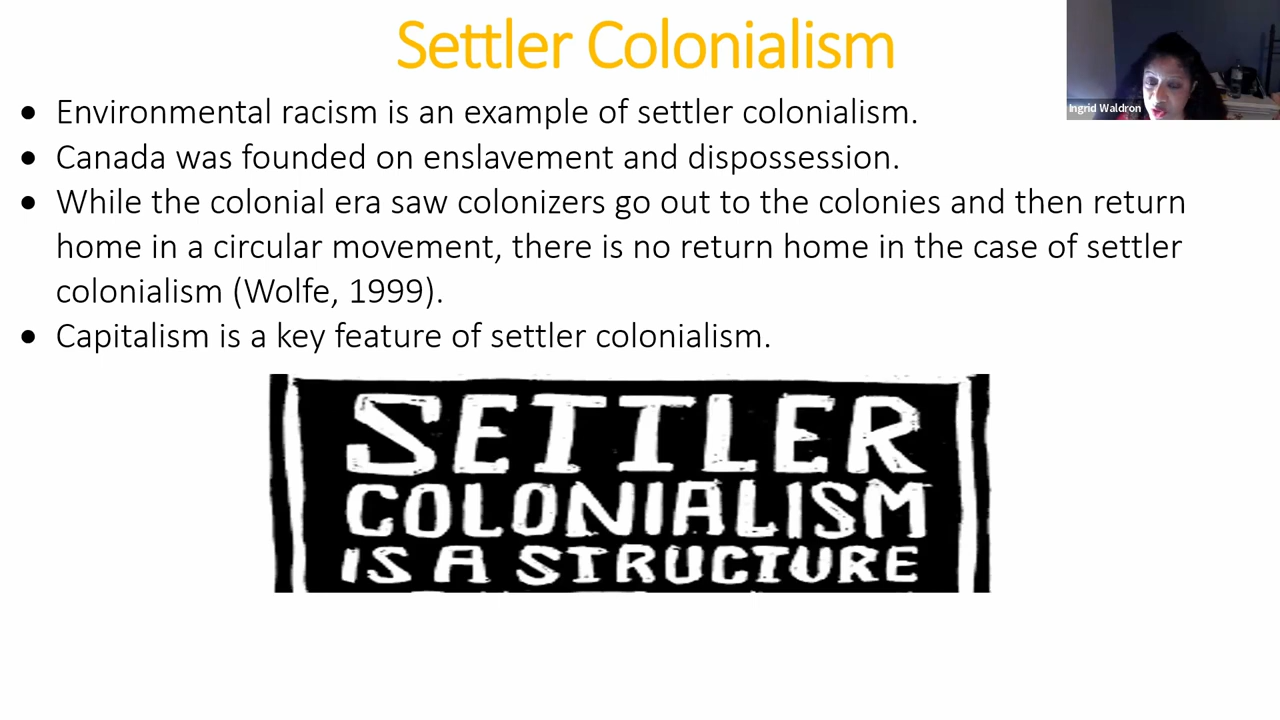 Settler Colonialism
Ingrid Waldron
• Environmental racism is an example of settler colonialism.
• Canada was founded on enslavement and dispossession.
• While the colonial era saw colonizers go out to the colonies and then return
home in a circular movement, there is no return home in the case of settler
colonialism (Wolfe, 1999).
• Capitalism is a key feature of settler colonialism.
SETTLER
COLONIALISM
IS A STRUCTURE